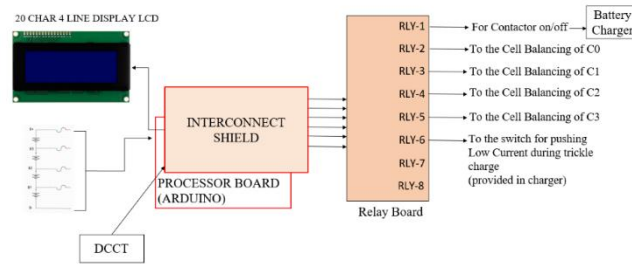 20 CHAR 4 LINE DISPLAY LCD
INTERCONNECT
SHIELD
PROCESSOR BOARD
(ARDUINO)
DCCT
RLY-1
RLY-2
RLY-3
RLY-4
RLY-5
RLY-6
RLY-7
RLY-8
Relay Board
For Contactor on/off
Battery
Charger
To the Cell Balancing of C0
To the Cell Balancing of C1
To the Cell Balancing of C2
To the Cell Balancing of C3
To the switch for pushing
Low Current during trickle
charge
(provided in charger)